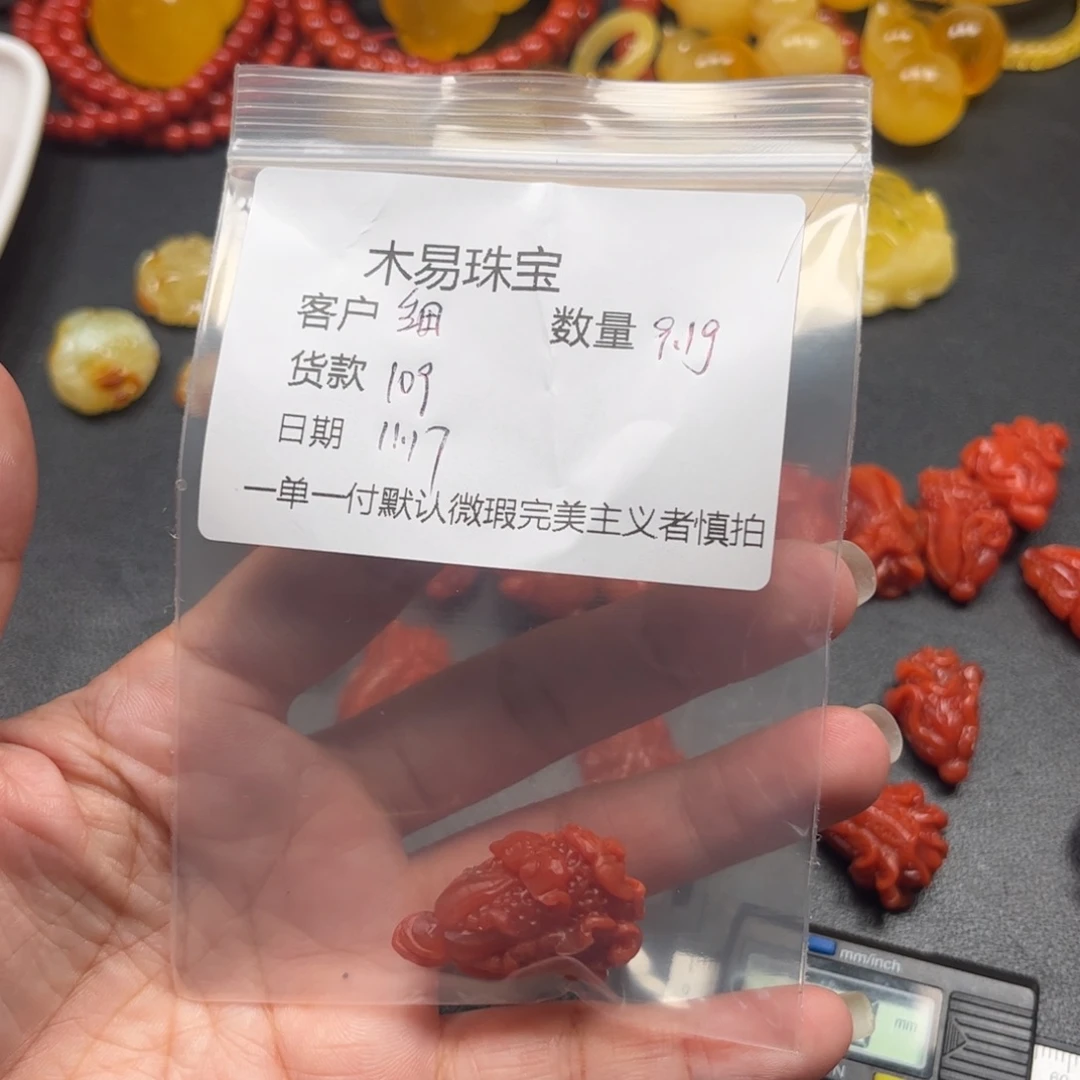 木易珠宝
客户 细 数量 9.19
货款 109
日期 11.17
一单一付默认微瑕完美主义者慎拍
mm/inch
mm